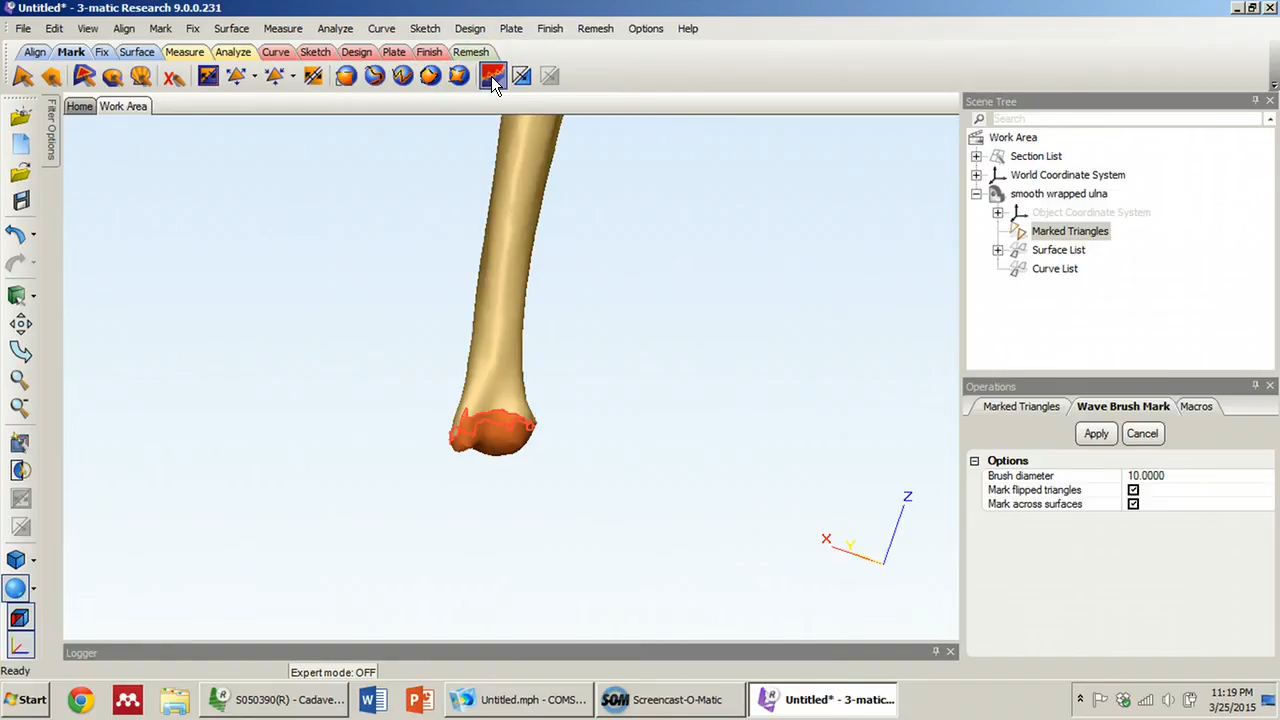 Untitled* - 3-matic Research 9.0.0.231
File Edit View Align Mark Fix Surface Measure Analyze Curve Sketch Design Plate Finish Remesh Options Help
Align Mark Fix Surface Measure Analyze Curve Sketch Design Plate Finish Remesh
Filter Options
Home Work Area
Scene Tree
Search
Work Area
Section List
World Coordinate System
smooth wrapped ulna
Object Coordinate System
Marked Triangles
Surface List
Curve List
Operations
Marked Triangles Wave Brush Mark Macros
Apply Cancel
Options
Brush diameter 10.0000
Mark flipped triangles
Mark across surfaces
Z
X
Y
Logger
Ready
Expert mode: OFF
Start
S050390(R) - Cadave...
Untitled.mph - COMS...
SOM Screencast-O-Matic
Untitled* - 3-matic...
11:19 PM
3/25/2015